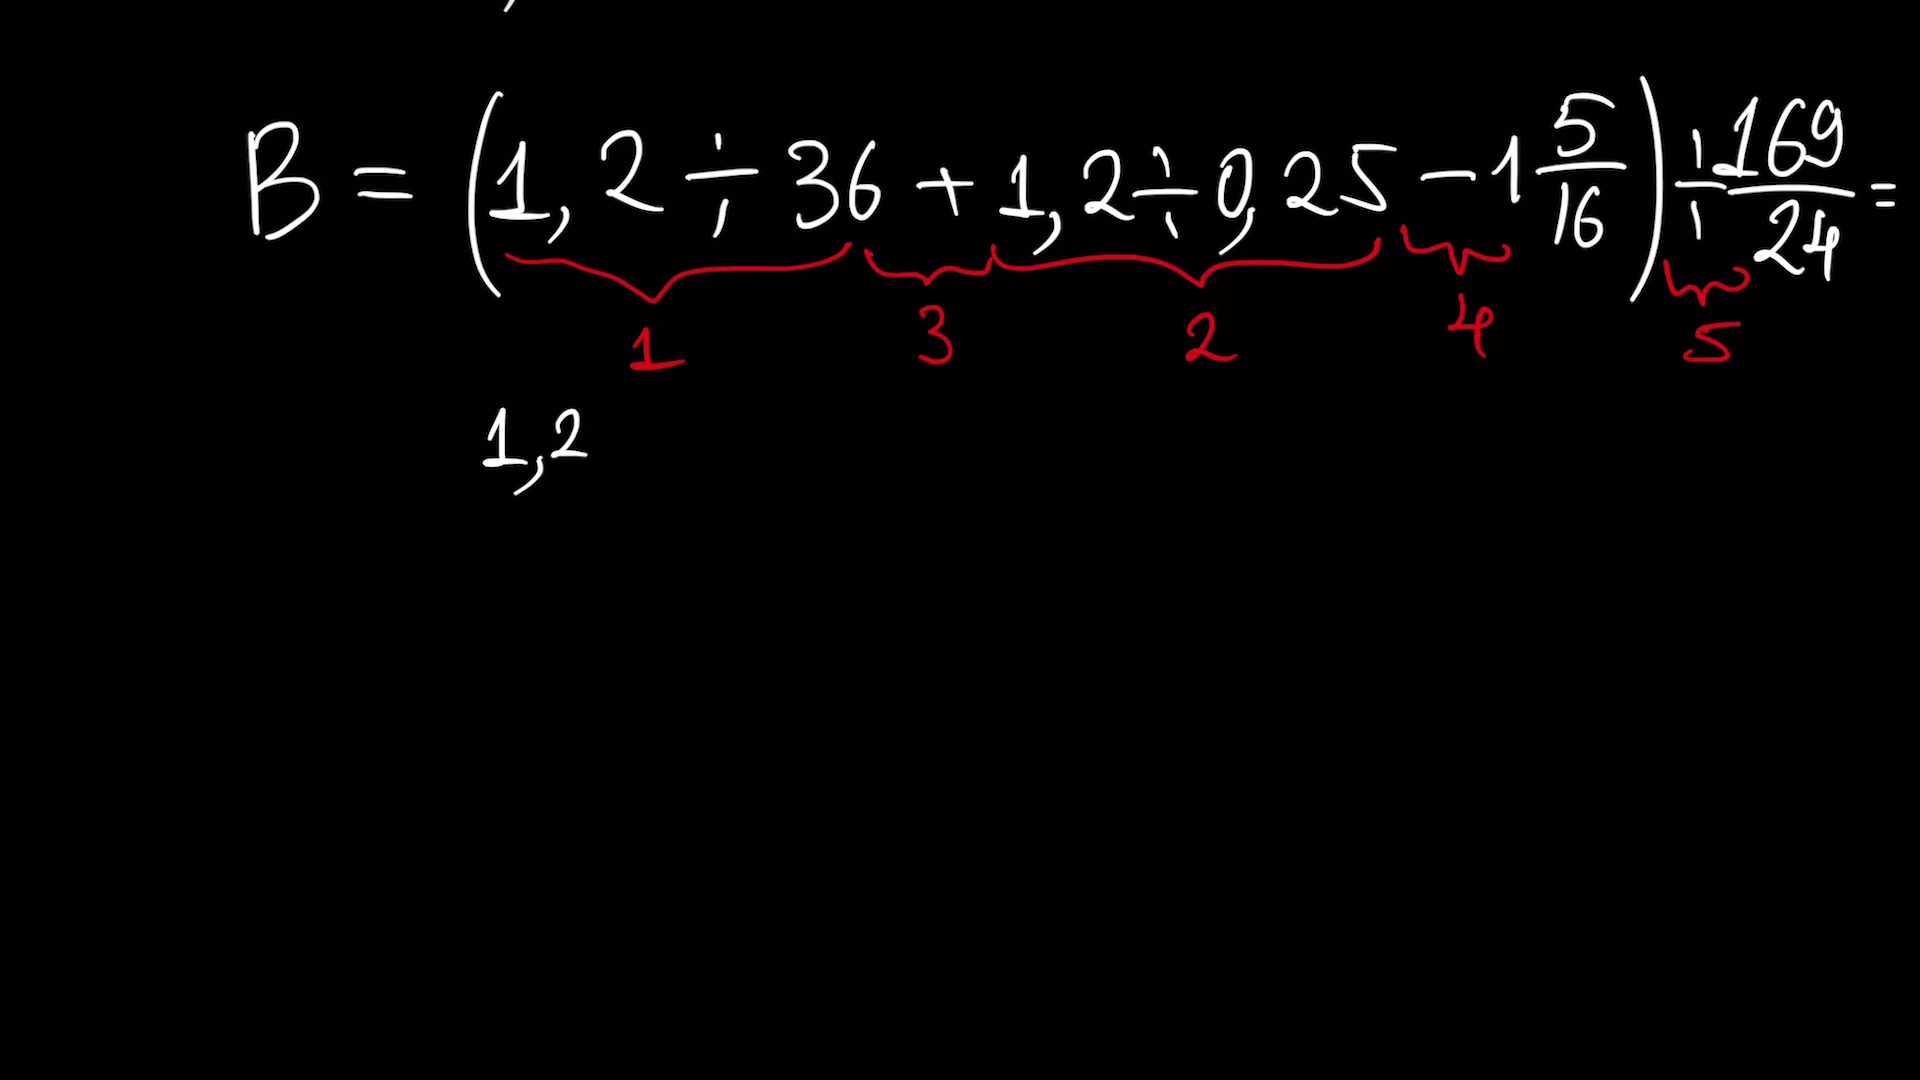 B = (1,2 ÷ 36 + 1,2 ÷ 0,25 − 1 5/16) ÷ 169/24 =
1 3 2 4 5
1,2